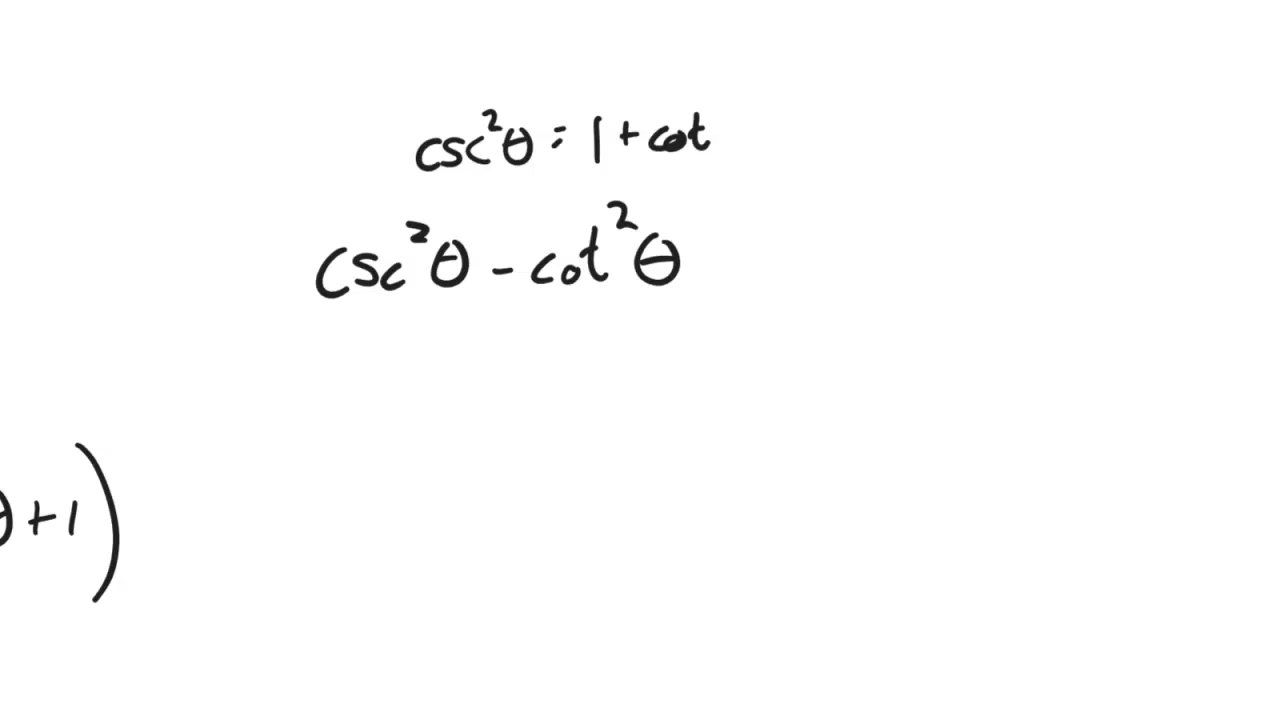 csc²θ = 1 + cot
csc²θ - cot²θ
θ + 1)